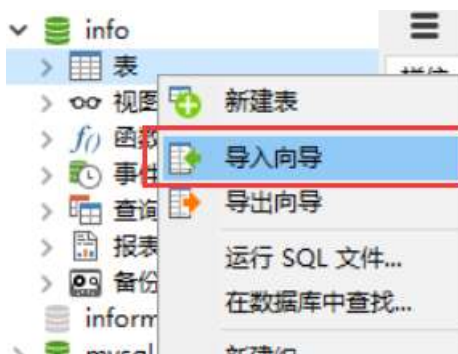 info
表
视图
新建表
f()
函数
导入向导
事件
查询
导出向导
报表
运行 SQL 文件...
备份
在数据库中查找...
inform
mysql
新建组